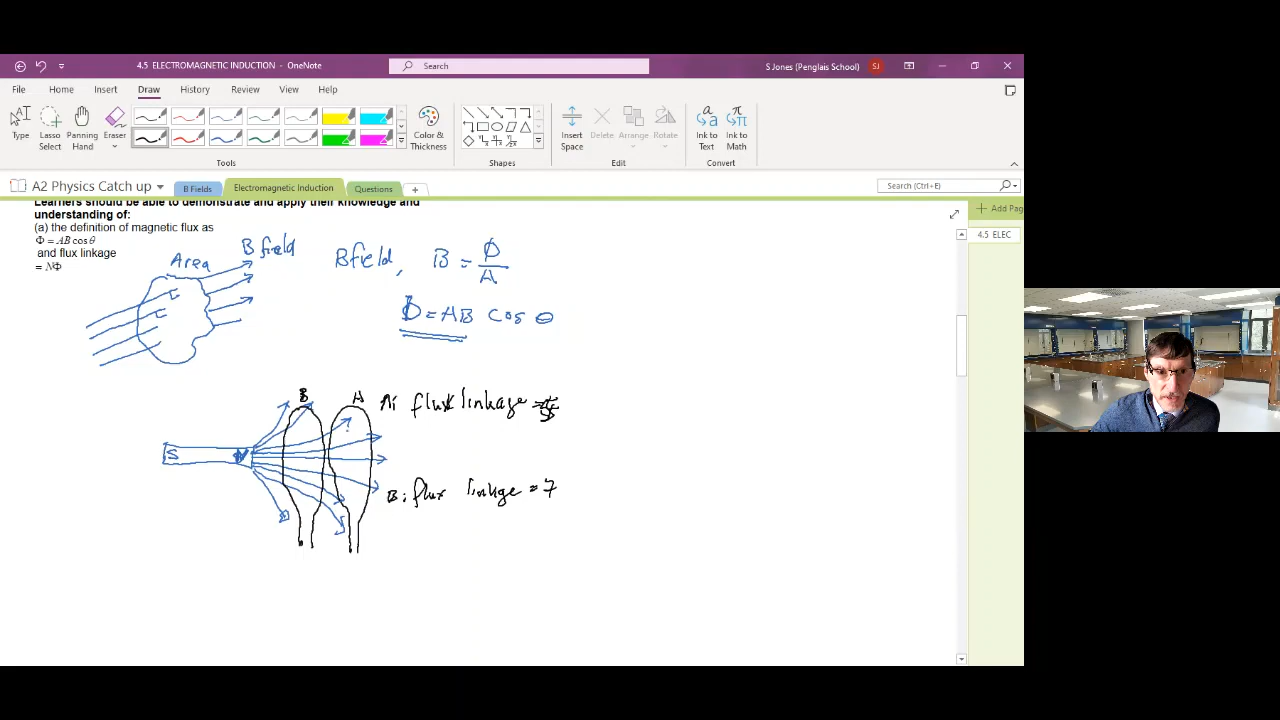 4.5 ELECTROMAGNETIC INDUCTION - OneNote
Search
S Jones (Penglais School)
SJ
File Home Insert Draw History Review View Help
Type
Lasso Select
Panning Hand
Eraser
Color & Thickness
Insert Space
Delete
Arrange
Rotate
Ink to Text
Ink to Math
Tools
Shapes
Edit
Convert
A2 Physics Catch up
B Fields
Electromagnetic Induction
Questions
Search (Ctrl+E)
Add Pag
4.5 ELEC
Learners should be able to demonstrate and apply their knowledge and
understanding of:
(a) the definition of magnetic flux as
Φ = AB cos θ
and flux linkage
= NΦ
Area
B field
B field, B = Φ/A
Φ = AB cos θ
B A
S N
flux linkage =
B: flux linkage = 7